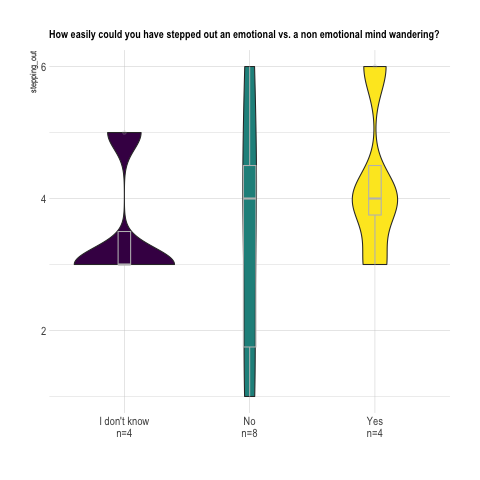 How easily could you have stepped out an emotional vs. a non emotional mind wandering?
stepping_out
6
4
2
I don't know
n=4
No
n=8
Yes
n=4